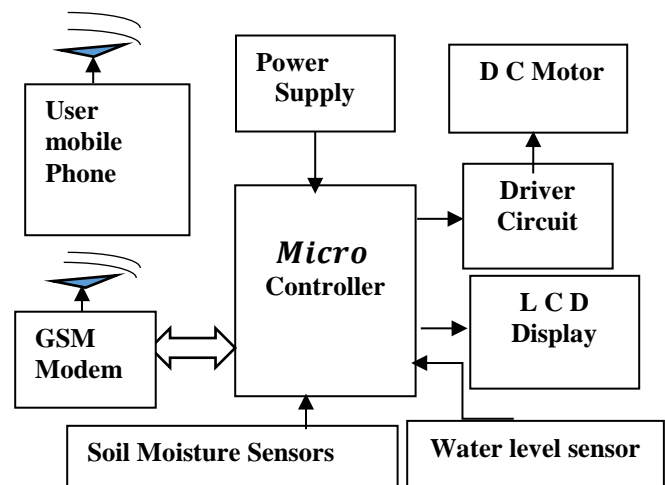 User
mobile
Phone
Power
Supply
D C Motor
Driver
Circuit
Micro
Controller
L C D
Display
GSM
Modem
Soil Moisture Sensors
Water level sensor